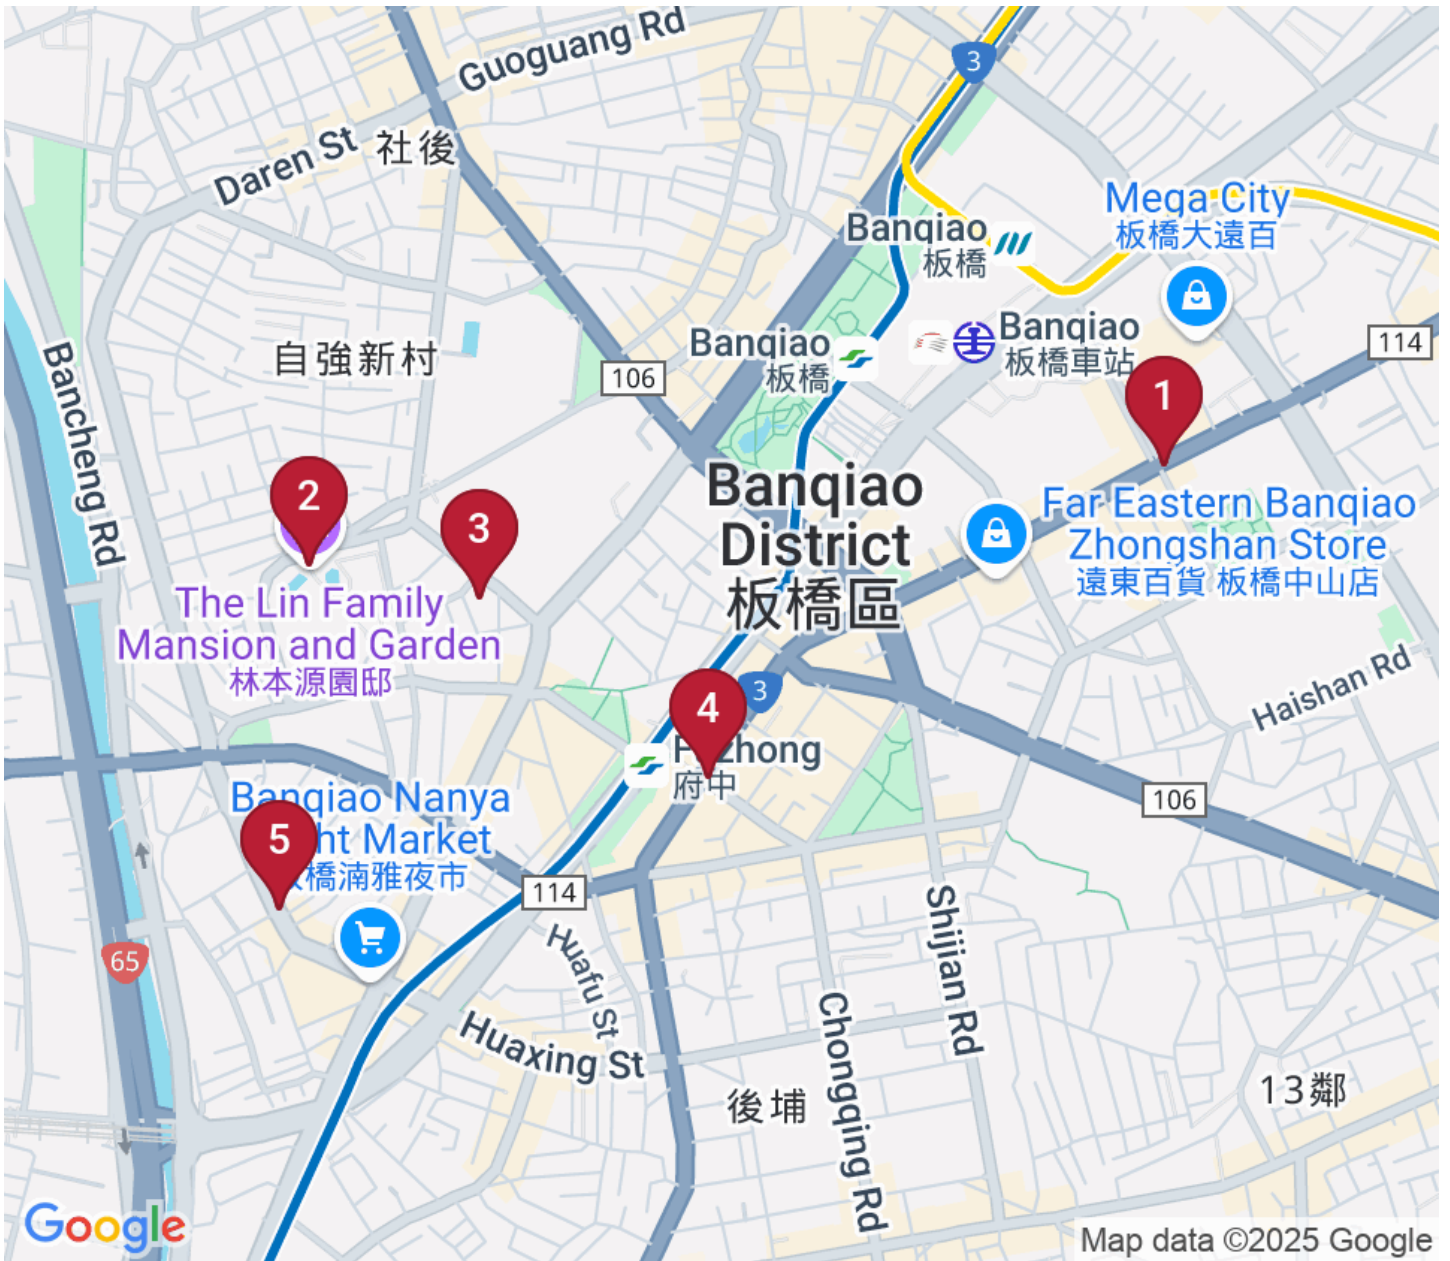 Guoguang Rd
3
社後
Daren St
Mega City
板橋大遠百
Banqiao
板橋
Banqiao
板橋車站
Banqiao
板橋
114
自強新村
106
Bancheng Rd
1
2
3
Banqiao
District
板橋區
Far Eastern Banqiao
Zhongshan Store
遠東百貨 板橋中山店
The Lin Family
Mansion and Garden
林本源園邸
Haishan Rd
4
3
府中
106
Banqiao Nanya
Market
橋湳雅夜市
5
114
65
Shijian Rd
Huafu St
Huaxing St
Chongqing Rd
後埔
13鄰
Google
Map data ©2025 Google